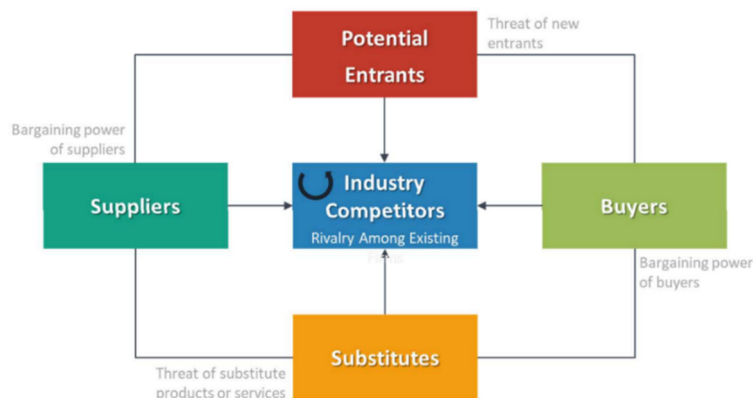 Potential
Entrants
Threat of new
entrants
Bargaining power
of suppliers
Suppliers
Industry
Competitors
Rivalry Among Existing
Firms
Buyers
Bargaining power
of buyers
Substitutes
Threat of substitute
products or services